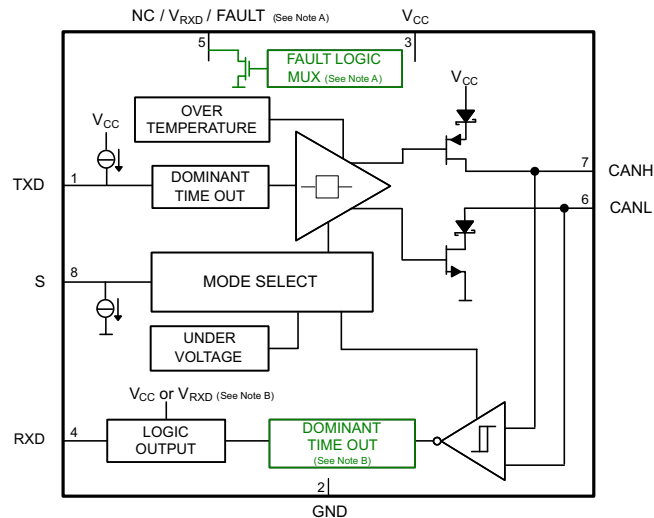 NC / VRXD / FAULT (See Note A)
VCC
5
3
FAULT LOGIC
MUX (See Note A)
VCC
OVER
TEMPERATURE
VCC
TXD
1
DOMINANT
TIME OUT
7
CANH
6
CANL
S
8
MODE SELECT
UNDER
VOLTAGE
VCC or VRXD (See Note B)
RXD
4
LOGIC
OUTPUT
DOMINANT
TIME OUT
(See Note B)
2
GND